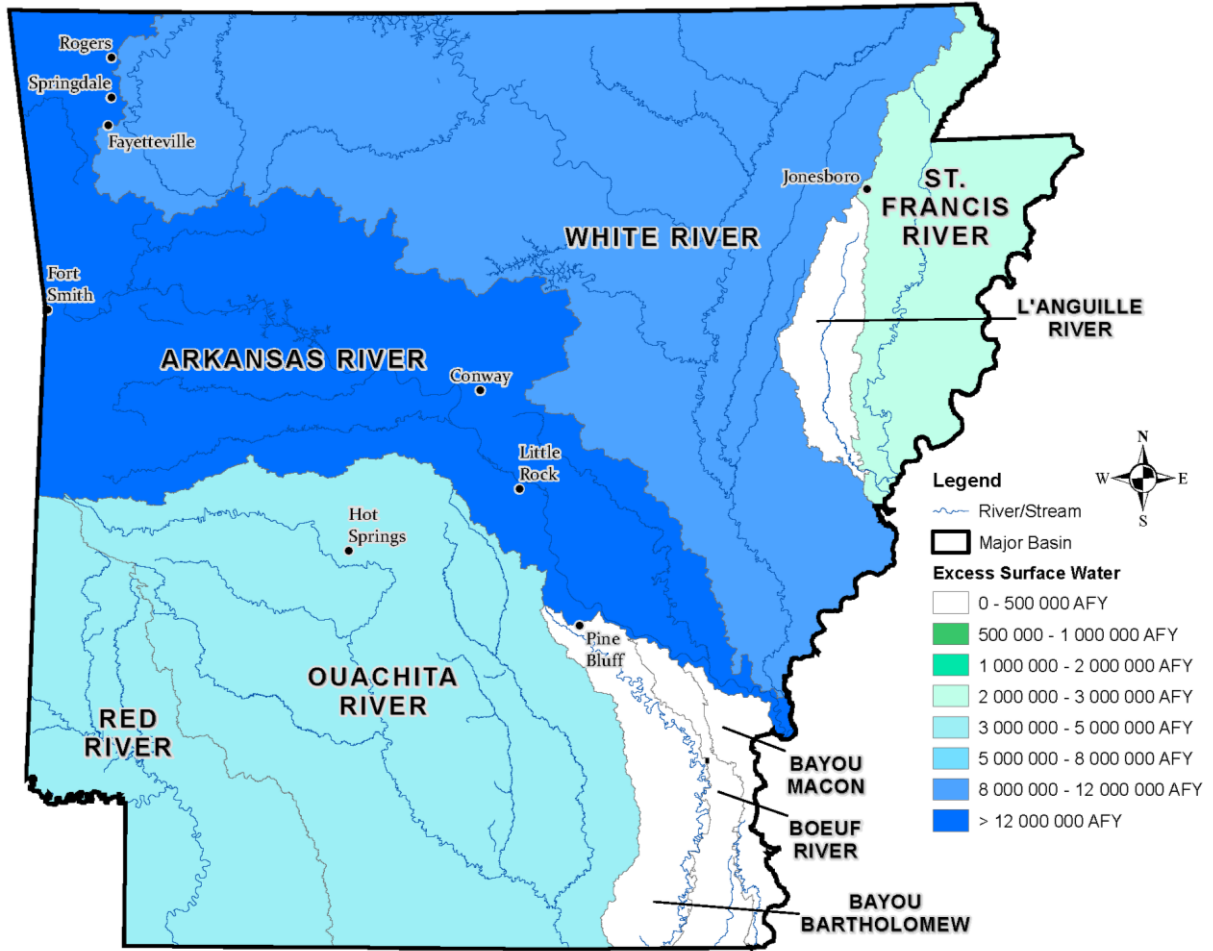 Rogers
Springdale
Fayetteville
Jonesboro
ST.
FRANCIS
RIVER
WHITE RIVER
Fort
Smith
L'ANGUILLE
RIVER
ARKANSAS RIVER
Conway
Little
Rock
Hot
Springs
Pine
Bluff
OUACHITA
RIVER
RED
RIVER
BAYOU
MACON
BOEUF
RIVER
BAYOU
BARTHOLOMEW
N
W E
S
Legend
River/Stream
Major Basin
Excess Surface Water
0 - 500 000 AFY
500 000 - 1 000 000 AFY
1 000 000 - 2 000 000 AFY
2 000 000 - 3 000 000 AFY
3 000 000 - 5 000 000 AFY
5 000 000 - 8 000 000 AFY
8 000 000 - 12 000 000 AFY
> 12 000 000 AFY